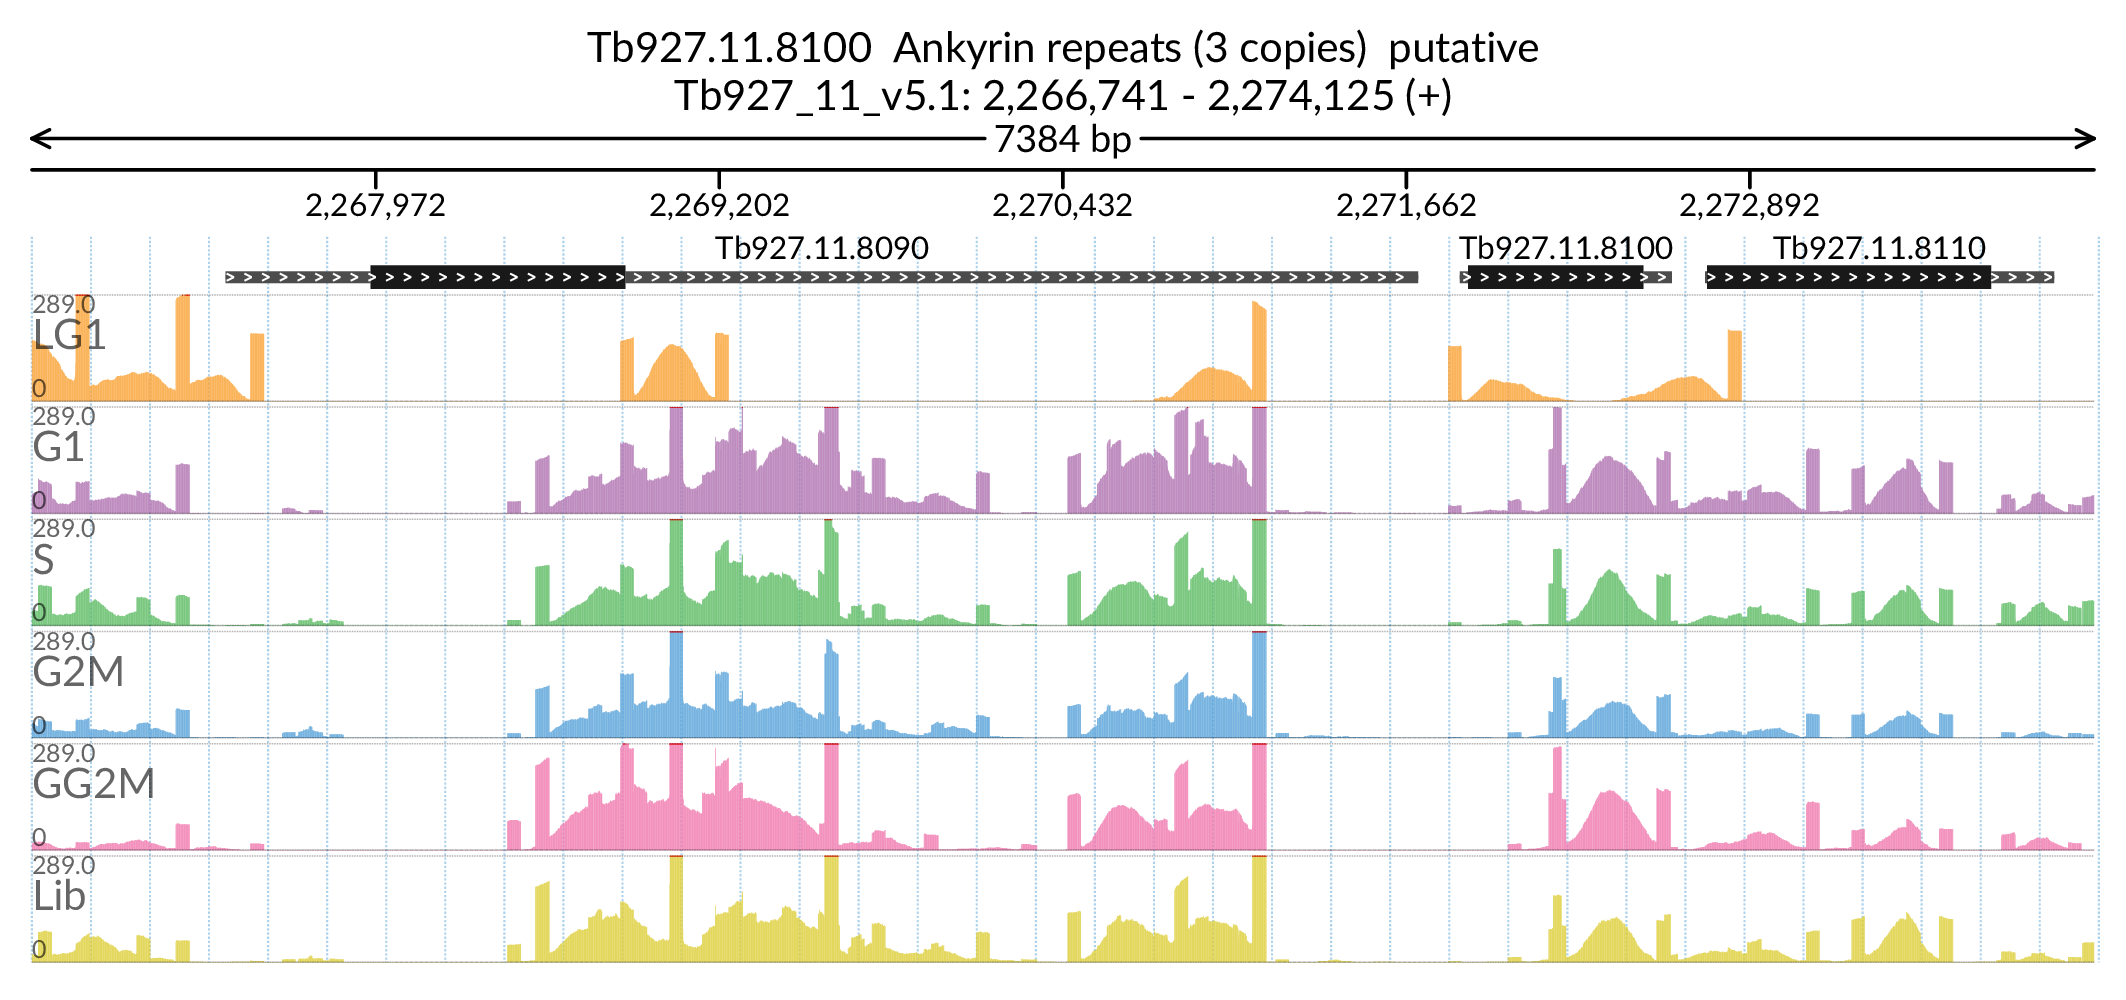 Tb927.11.8100  Ankyrin repeats (3 copies)  putative
Tb927_11_v5.1: 2,266,741 - 2,274,125 (+)
7384 bp
2,267,972 2,269,202 2,270,432 2,271,662 2,272,892
Tb927.11.8090 Tb927.11.8100 Tb927.11.8110
289.0
LG1
0
289.0
G1
0
289.0
S
0
289.0
G2M
0
289.0
GG2M
0
289.0
Lib
0